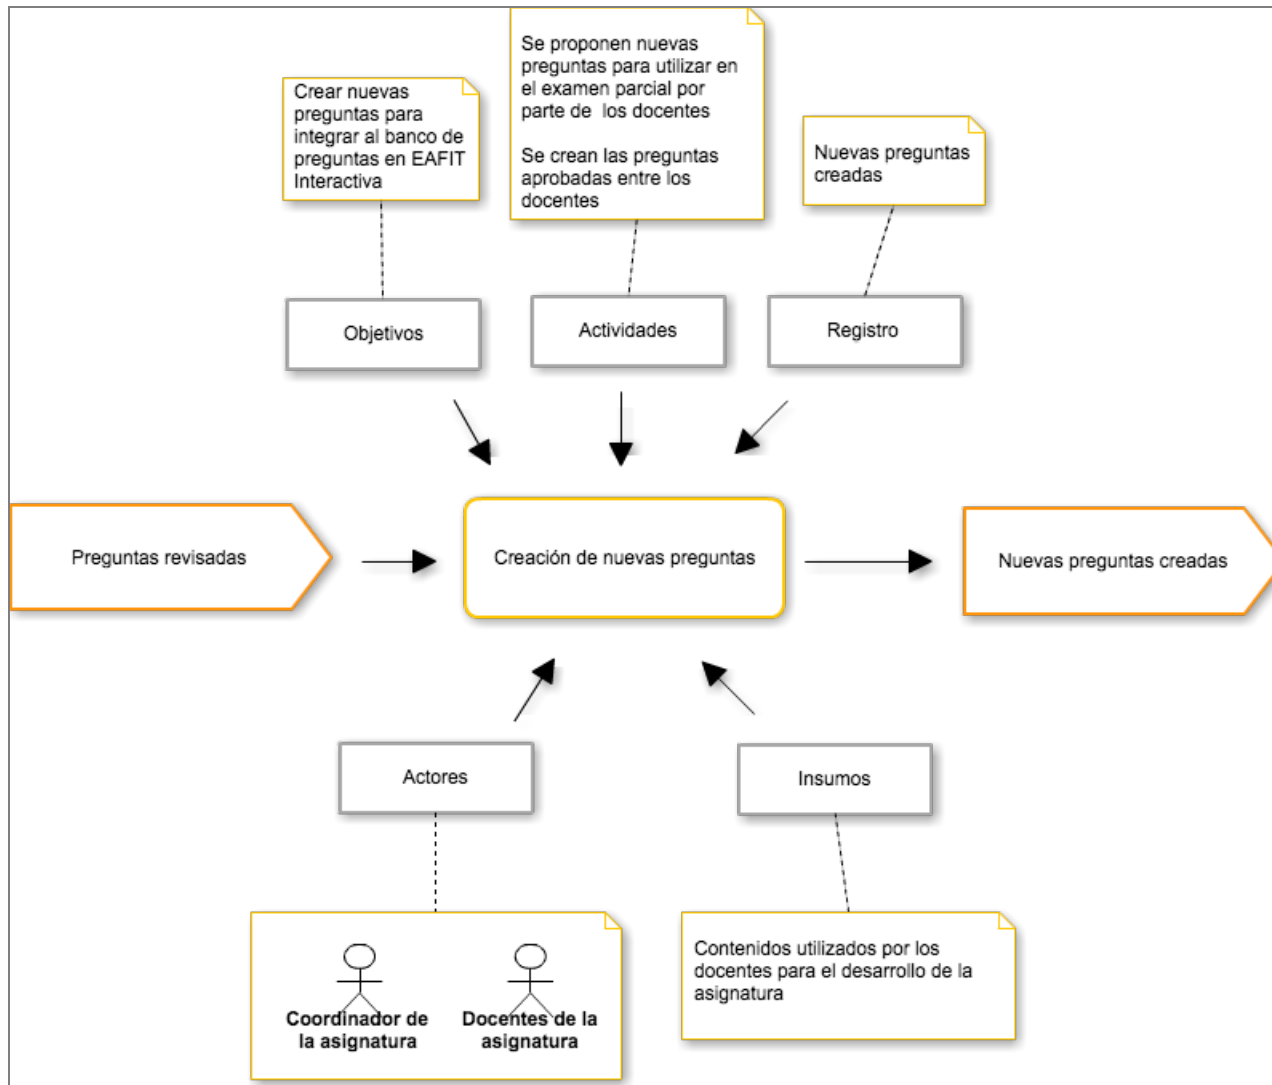 Crear nuevas
preguntas para
integrar al banco de
preguntas en EAFIT
Interactiva
Se proponen nuevas
preguntas para utilizar en
el examen parcial por
parte de los docentes
Se crean las preguntas
aprobadas entre los
docentes
Nuevas preguntas
creadas
Objetivos
Actividades
Registro
Preguntas revisadas
Creación de nuevas preguntas
Nuevas preguntas creadas
Actores
Insumos
Coordinador de
la asignatura
Docentes de la
asignatura
Contenidos utilizados por los
docentes para el desarrollo de la
asignatura